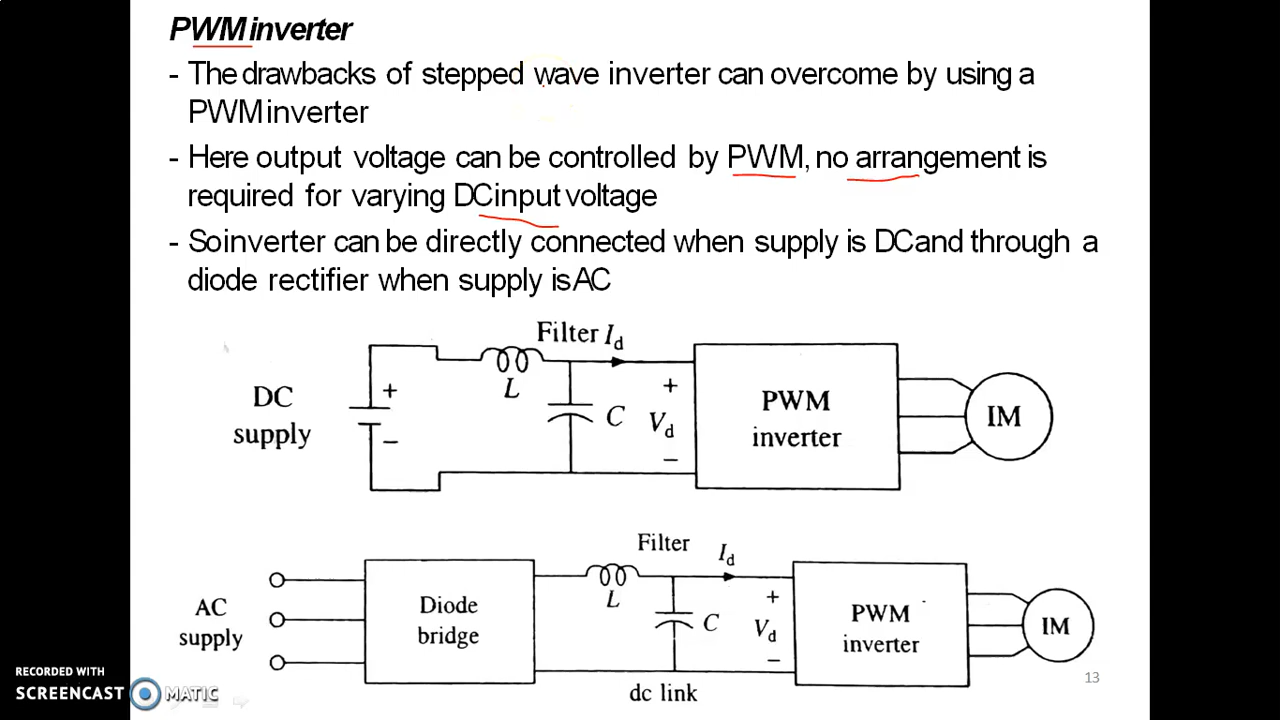 PWM inverter
- The drawbacks of stepped wave inverter can overcome by using a
PWM inverter
- Here output voltage can be controlled by PWM, no arrangement is
required for varying DC input voltage
- So inverter can be directly connected when supply is DC and through a
diode rectifier when supply is AC
Filter I_d
DC
supply
+
−
L
C
+
V_d
−
PWM
inverter
IM
Filter
I_d
AC
supply
Diode
bridge
L
C
+
V_d
−
PWM
inverter
IM
dc link
13
RECORDED WITH
SCREENCAST MATIC